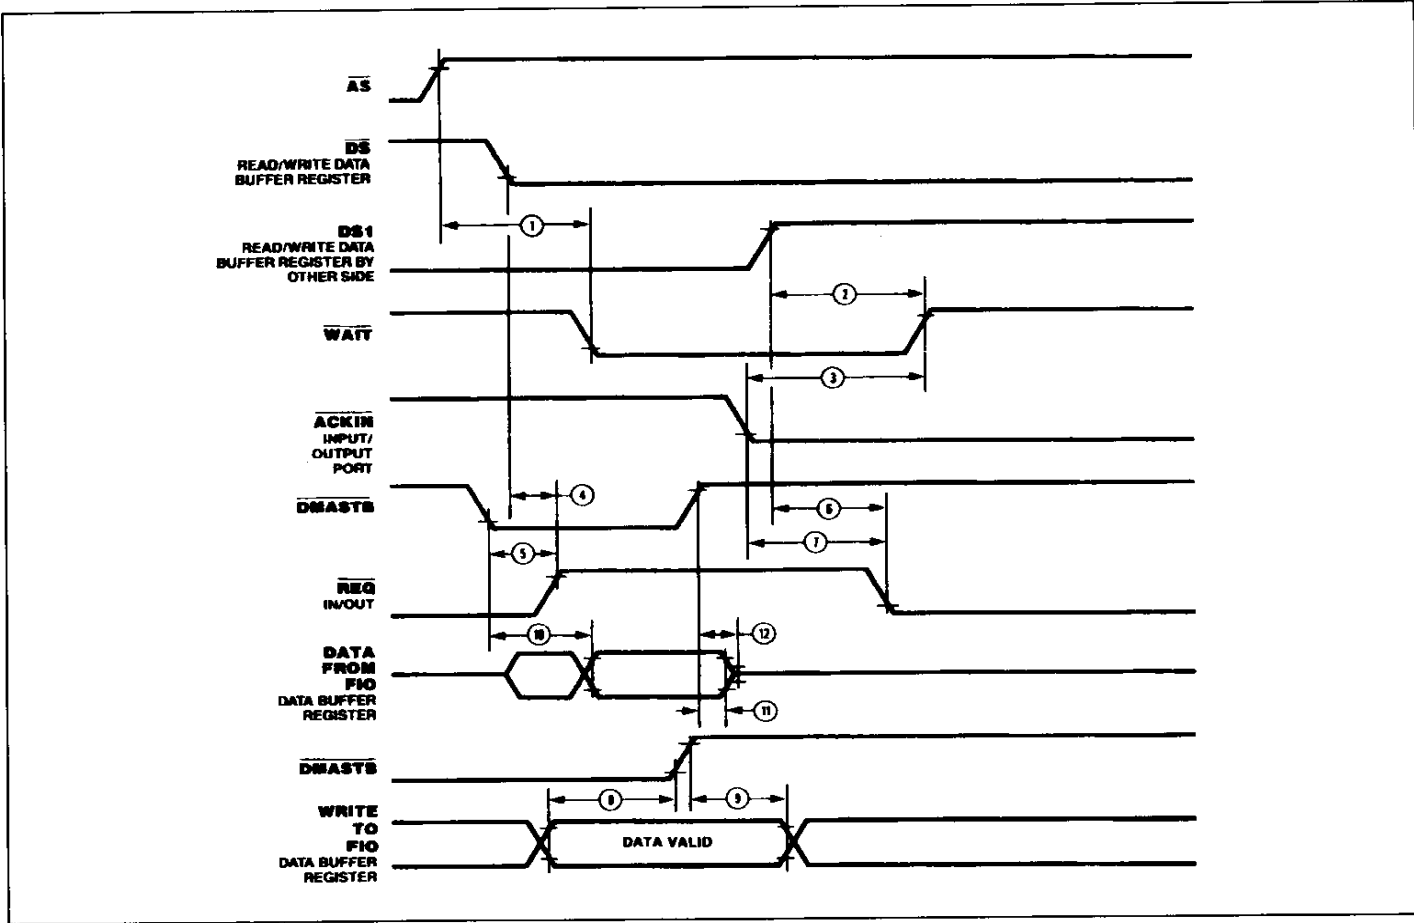 AS
DS
READ/WRITE DATA
BUFFER REGISTER
1
DS1
READ/WRITE DATA
BUFFER REGISTER BY
OTHER SIDE
2
WAIT
3
ACKIN
INPUT/
OUTPUT
PORT
4
DMASTB
6
5
7
REQ
IN/OUT
10
12
DATA
FROM
FIO
DATA BUFFER
REGISTER
11
DMASTB
8
9
WRITE
TO
FIO
DATA BUFFER
REGISTER
DATA VALID